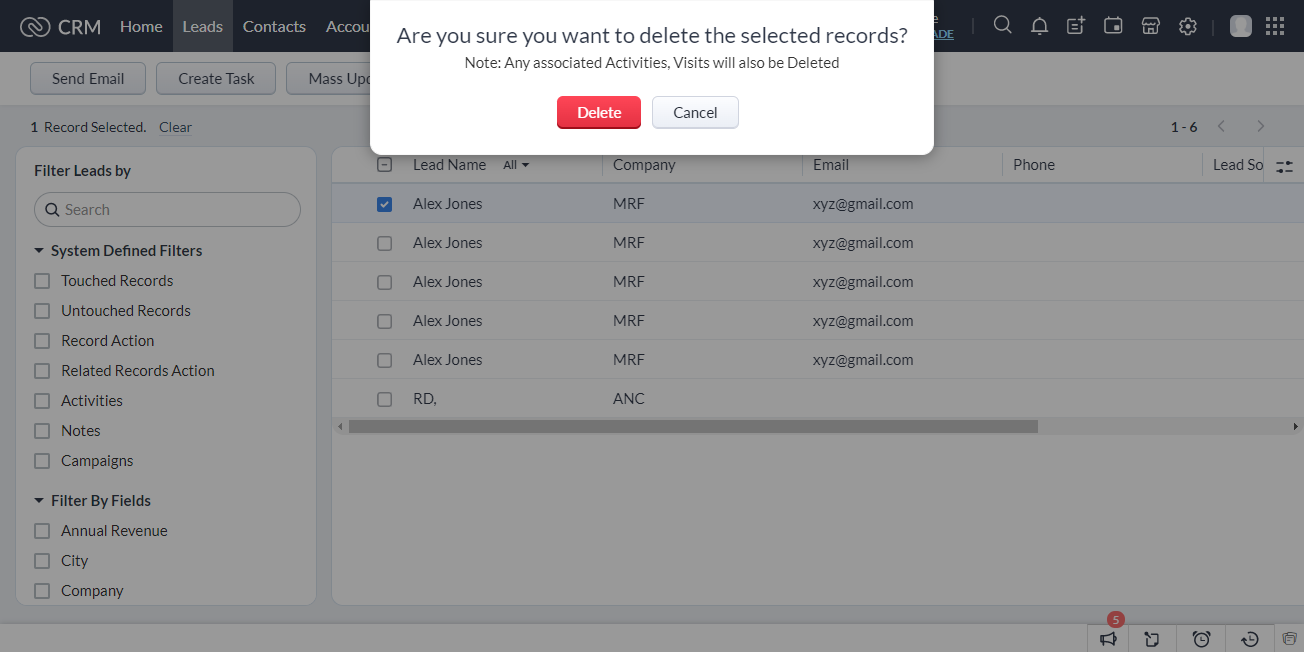 CRM
Home
Leads
Contacts
Accou
ADE
Are you sure you want to delete the selected records?
Note: Any associated Activities, Visits will also be Deleted
Delete
Cancel
Send Email
Create Task
Mass Upd
1 Record Selected.
Clear
1 - 6
Filter Leads by
Search
System Defined Filters
Touched Records
Untouched Records
Record Action
Related Records Action
Activities
Notes
Campaigns
Filter By Fields
Annual Revenue
City
Company
Lead Name All Company Email Phone Lead So
Alex Jones MRF xyz@gmail.com
Alex Jones MRF xyz@gmail.com
Alex Jones MRF xyz@gmail.com
Alex Jones MRF xyz@gmail.com
Alex Jones MRF xyz@gmail.com
RD, ANC
5